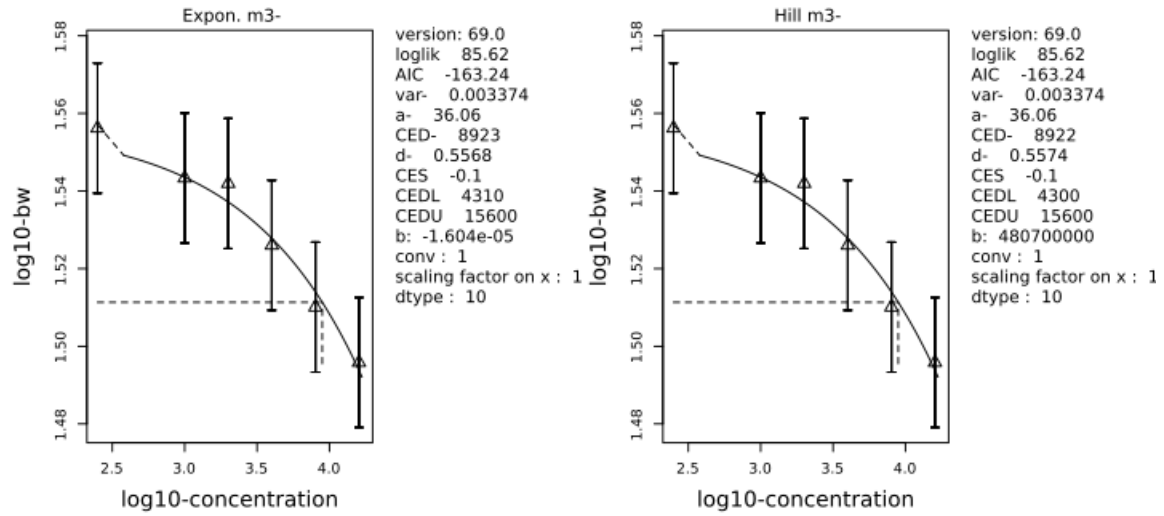 Expon. m3-
1.58
1.56
1.54
1.52
1.50
1.48
log10-bw
2.5 3.0 3.5 4.0
log10-concentration
version: 69.0
loglik 85.62
AIC -163.24
var- 0.003374
a- 36.06
CED- 8923
d- 0.5568
CES -0.1
CEDL 4310
CEDU 15600
b: -1.604e-05
conv : 1
scaling factor on x : 1
dtype : 10
Hill m3-
1.58
1.56
1.54
1.52
1.50
1.48
log10-bw
2.5 3.0 3.5 4.0
log10-concentration
version: 69.0
loglik 85.62
AIC -163.24
var- 0.003374
a- 36.06
CED- 8922
d- 0.5574
CES -0.1
CEDL 4300
CEDU 15600
b: 480700000
conv : 1
scaling factor on x : 1
dtype : 10